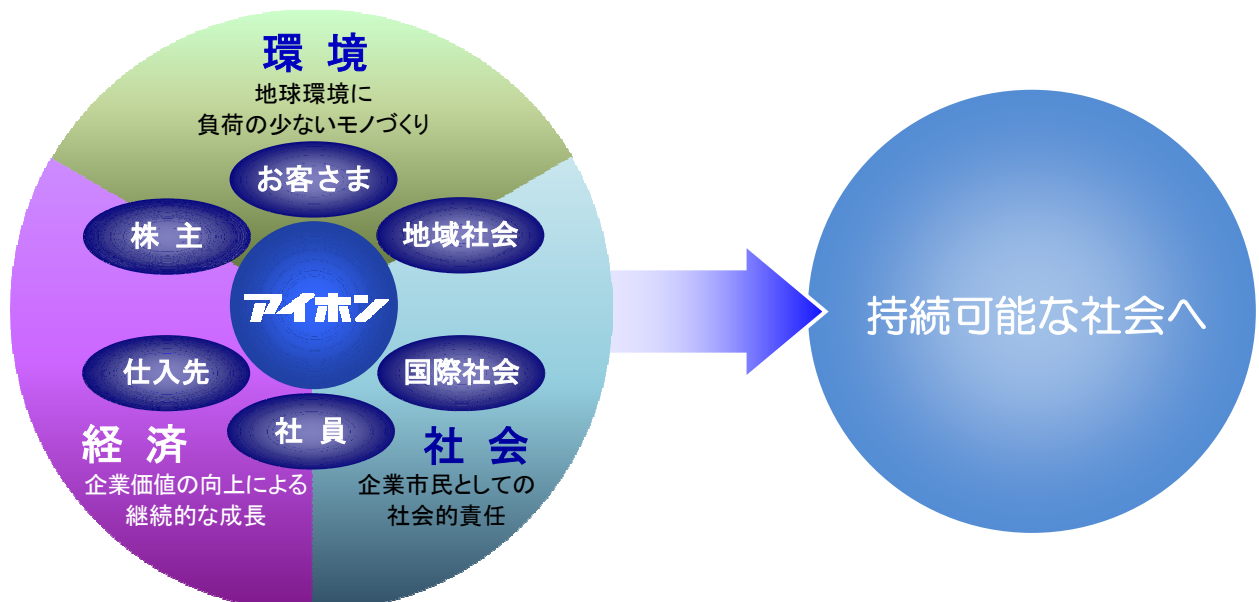 環 境
地球環境に
負荷の少ないモノづくり
お客さま
株 主
地域社会
アイホン
仕入先
国際社会
社 員
経 済
企業価値の向上による
継続的な成長
社 会
企業市民としての
社会的責任
持続可能な社会へ